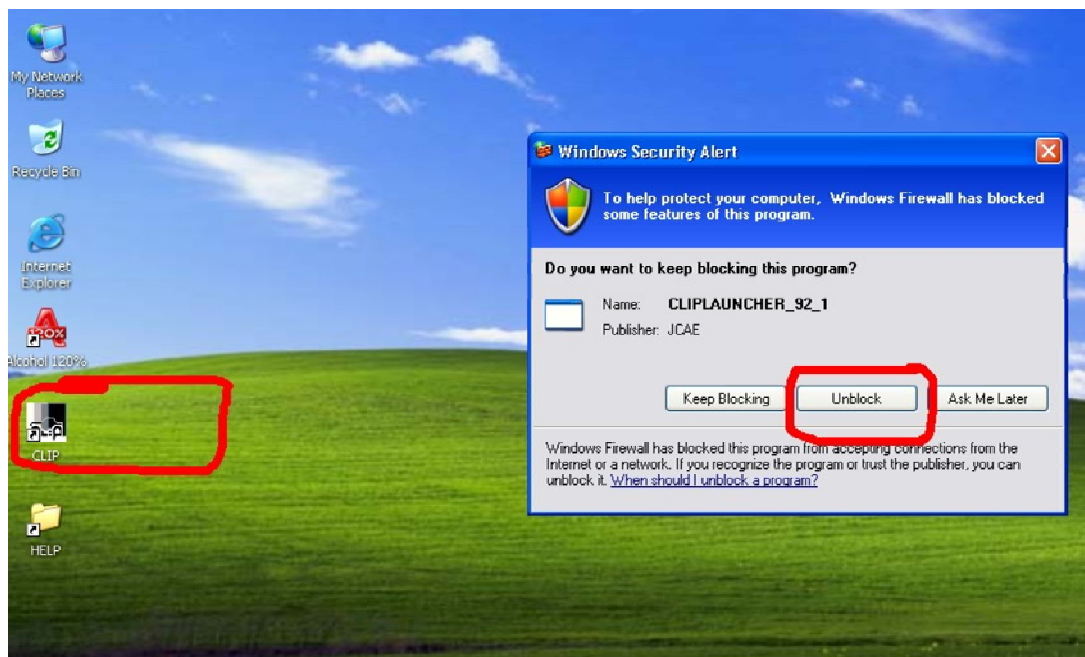 My Network
Places
Recycle Bin
Internet
Explorer
120%
Alcohol 120%
CLIP
HELP
Windows Security Alert
To help protect your computer, Windows Firewall has blocked
some features of this program.
Do you want to keep blocking this program?
Name: CLIPLAUNCHER_92_1
Publisher: JCAE
Keep Blocking
Unblock
Ask Me Later
Windows Firewall has blocked this program from accepting connections from the
Internet or a network. If you recognize the program or trust the publisher, you can
unblock it. When should I unblock a program?